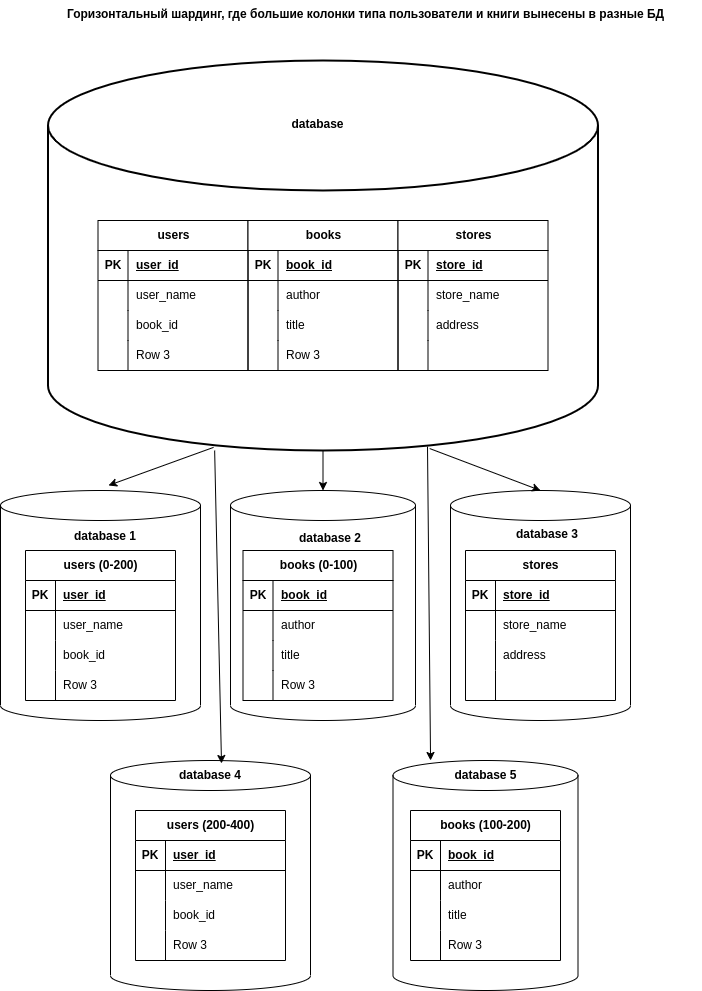 Горизонтальный шардинг, где большие колонки типа пользователи и книги вынесены в разные БД
database
users books stores
PK user_id PK book_id PK store_id
user_name author store_name
book_id title address
Row 3 Row 3
database 1
users (0-200)
PK user_id
user_name
book_id
Row 3
database 2
books (0-100)
PK book_id
author
title
Row 3
database 3
stores
PK store_id
store_name
address
database 4
users (200-400)
PK user_id
user_name
book_id
Row 3
database 5
books (100-200)
PK book_id
author
title
Row 3